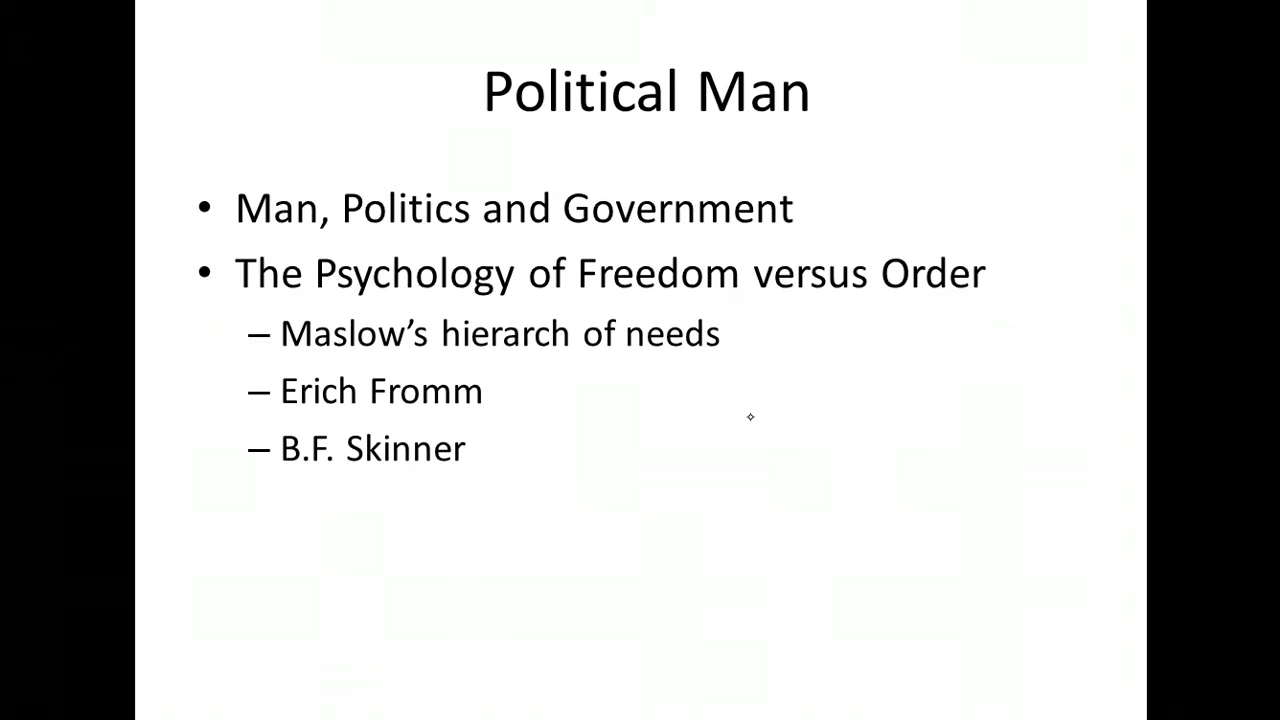 Political Man
• Man, Politics and Government
• The Psychology of Freedom versus Order
– Maslow’s hierarch of needs
– Erich Fromm
– B.F. Skinner